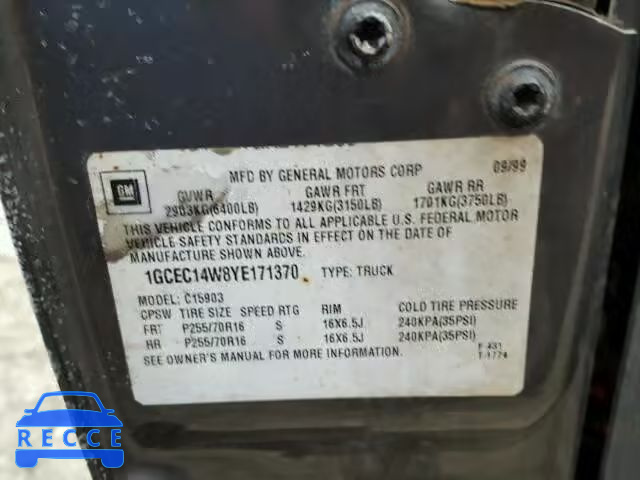 MFD BY GENERAL MOTORS CORP 09/99
GM
GVWR GAWR FRT GAWR RR
2903KG(6400LB) 1429KG(3150LB) 1701KG(3750LB)
THIS VEHICLE CONFORMS TO ALL APPLICABLE U.S. FEDERAL MOTOR
VEHICLE SAFETY STANDARDS IN EFFECT ON THE DATE OF
MANUFACTURE SHOWN ABOVE.
1GCEC14W8YE171370 TYPE: TRUCK
MODEL: C15903
CPSW TIRE SIZE SPEED RTG RIM COLD TIRE PRESSURE
FRT P255/70R16 S 16X6.5J 240KPA(35PSI)
RR P255/70R16 S 16X6.5J 240KPA(35PSI)
SEE OWNER'S MANUAL FOR MORE INFORMATION.
F-431
T-1774
RECCE